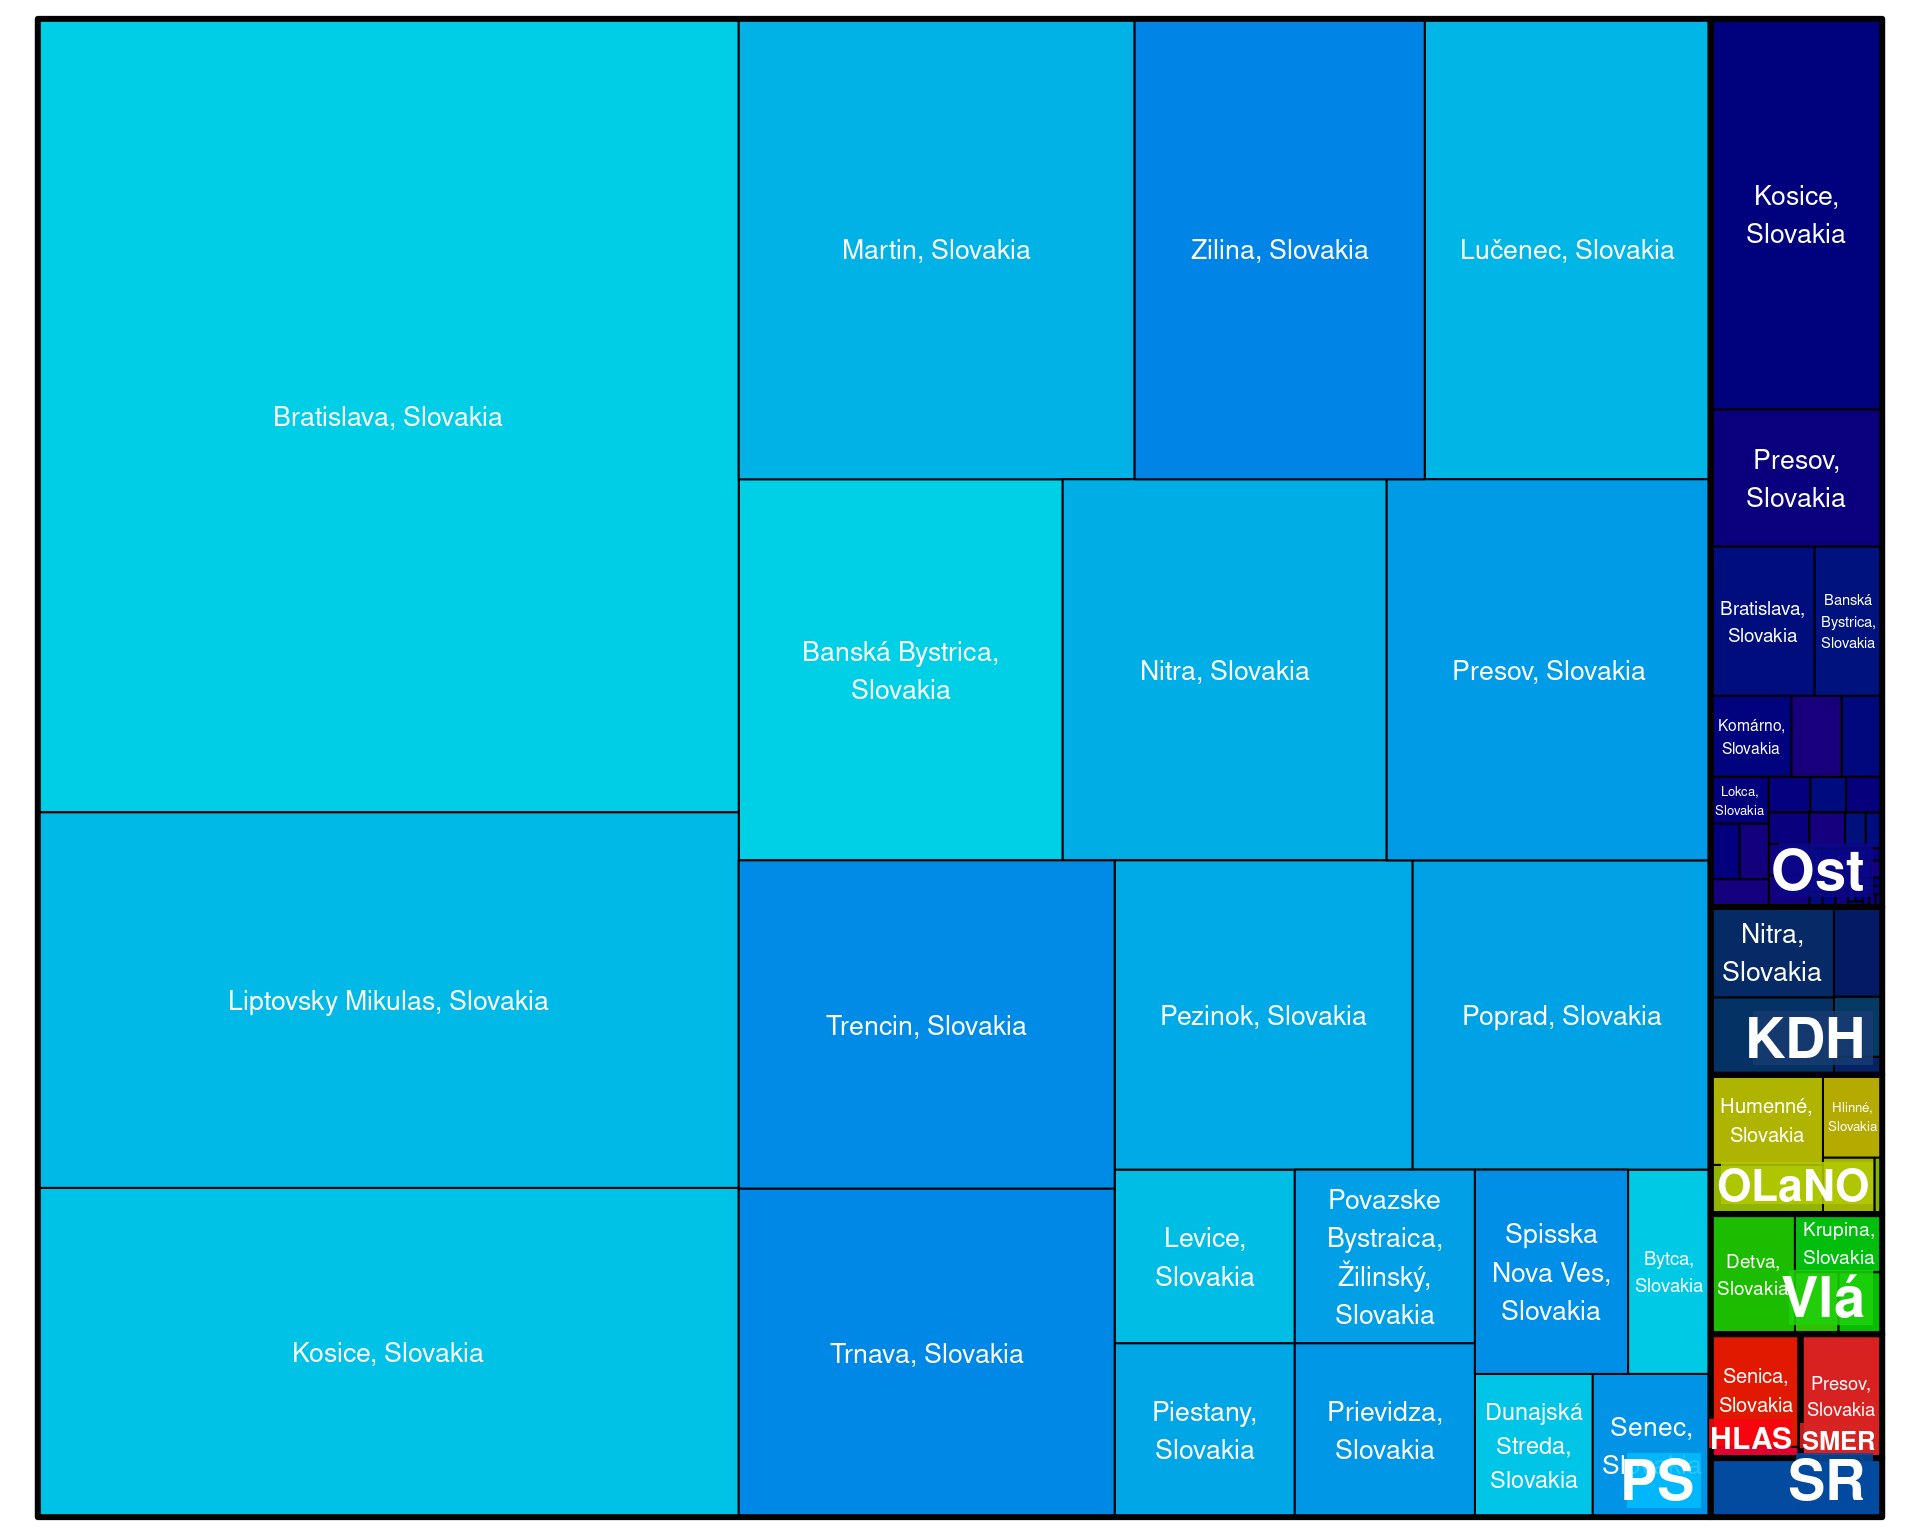 Bratislava, Slovakia
Liptovsky Mikulas, Slovakia
Kosice, Slovakia
Martin, Slovakia
Zilina, Slovakia
Lučenec, Slovakia
Banská Bystrica,
Slovakia
Nitra, Slovakia
Presov, Slovakia
Trencin, Slovakia
Pezinok, Slovakia
Poprad, Slovakia
Trnava, Slovakia
Levice,
Slovakia
Povazske
Bystraica,
Žilinský,
Slovakia
Spisska
Nova Ves,
Slovakia
Bytca,
Slovakia
Piestany,
Slovakia
Prievidza,
Slovakia
Dunajská
Streda,
Slovakia
Senec,
Slovakia
PS
Kosice,
Slovakia
Presov,
Slovakia
Bratislava,
Slovakia
Banská
Bystrica,
Slovakia
Komárno,
Slovakia
Lokca,
Slovakia
Ost
Nitra,
Slovakia
KDH
Humenné,
Slovakia
Hlinné,
Slovakia
OLaNO
Detva,
Slovakia
Krupina,
Slovakia
Vlá
Senica,
Slovakia
HLAS
Presov,
Slovakia
SMER
SR